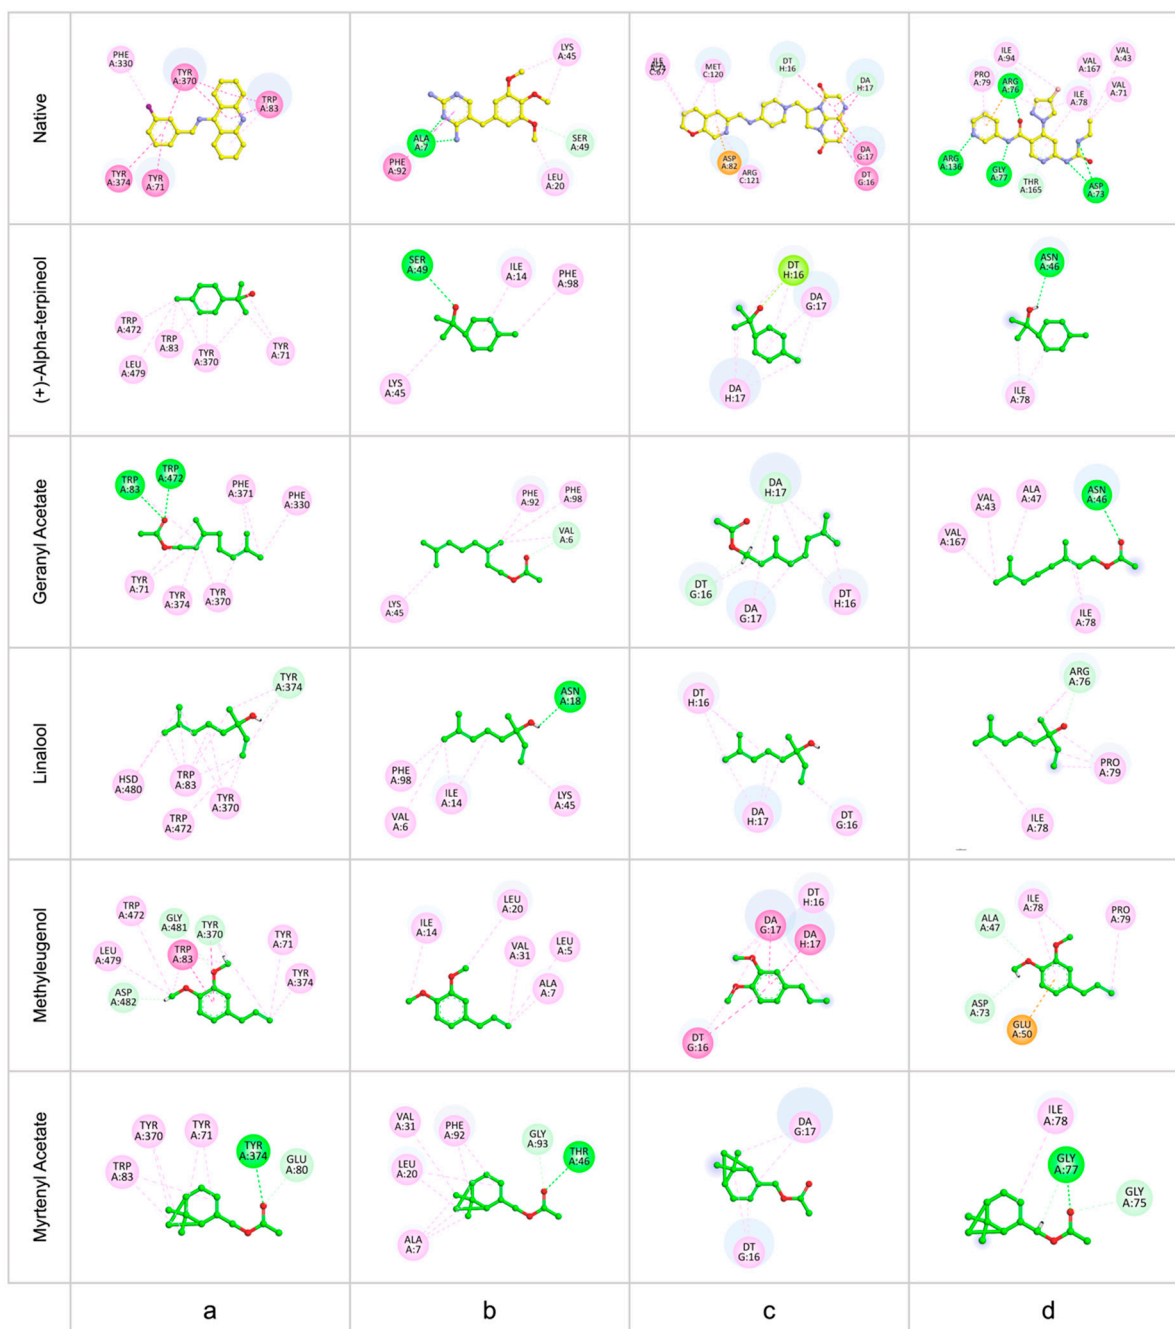 Native
PHE
A:330
TYR
A:370
TRP
A:83
TYR
A:374
TYR
A:71
LYS
A:45
ALA
A:7
PHE
A:92
SER
A:49
LEU
A:20
ILE
C:67
MET
C:120
DT
H:16
DA
H:17
ASP
A:82
ARG
C:121
DA
G:17
DT
G:16
ILE
A:94
VAL
A:167
VAL
A:43
PRO
A:79
ARG
A:76
ILE
A:78
VAL
A:71
ARG
A:136
GLY
A:77
THR
A:165
ASP
A:73
(+)-Alpha-terpineol
TRP
A:472
LEU
A:479
TRP
A:83
TYR
A:370
TYR
A:71
SER
A:49
ILE
A:14
PHE
A:98
LYS
A:45
DT
H:16
DA
G:17
DA
H:17
ASN
A:46
ILE
A:78
Geranyl Acetate
TRP
A:83
TRP
A:472
PHE
A:371
PHE
A:330
TYR
A:71
TYR
A:374
TYR
A:370
PHE
A:92
PHE
A:98
VAL
A:6
LYS
A:45
DA
H:17
DT
G:16
DA
G:17
DT
H:16
VAL
A:167
VAL
A:43
ALA
A:47
ASN
A:46
ILE
A:78
Linalool
TYR
A:374
HSD
A:480
TRP
A:83
TRP
A:472
TYR
A:370
ASN
A:18
PHE
A:98
VAL
A:6
ILE
A:14
LYS
A:45
DT
H:16
DA
H:17
DT
G:16
ARG
A:76
PRO
A:79
ILE
A:78
Methyleugenol
TRP
A:472
GLY
A:481
TYR
A:370
TYR
A:71
LEU
A:479
TRP
A:83
TYR
A:374
ASP
A:482
ILE
A:14
LEU
A:20
VAL
A:31
LEU
A:5
ALA
A:7
DT
H:16
DA
G:17
DA
H:17
DT
G:16
ALA
A:47
ILE
A:78
PRO
A:79
ASP
A:73
GLU
A:50
Myrtenyl Acetate
TYR
A:370
TYR
A:71
TYR
A:374
GLU
A:80
TRP
A:83
VAL
A:31
PHE
A:92
GLY
A:93
THR
A:46
LEU
A:20
ALA
A:7
DA
G:17
DT
G:16
ILE
A:78
GLY
A:77
GLY
A:75
a
b
c
d